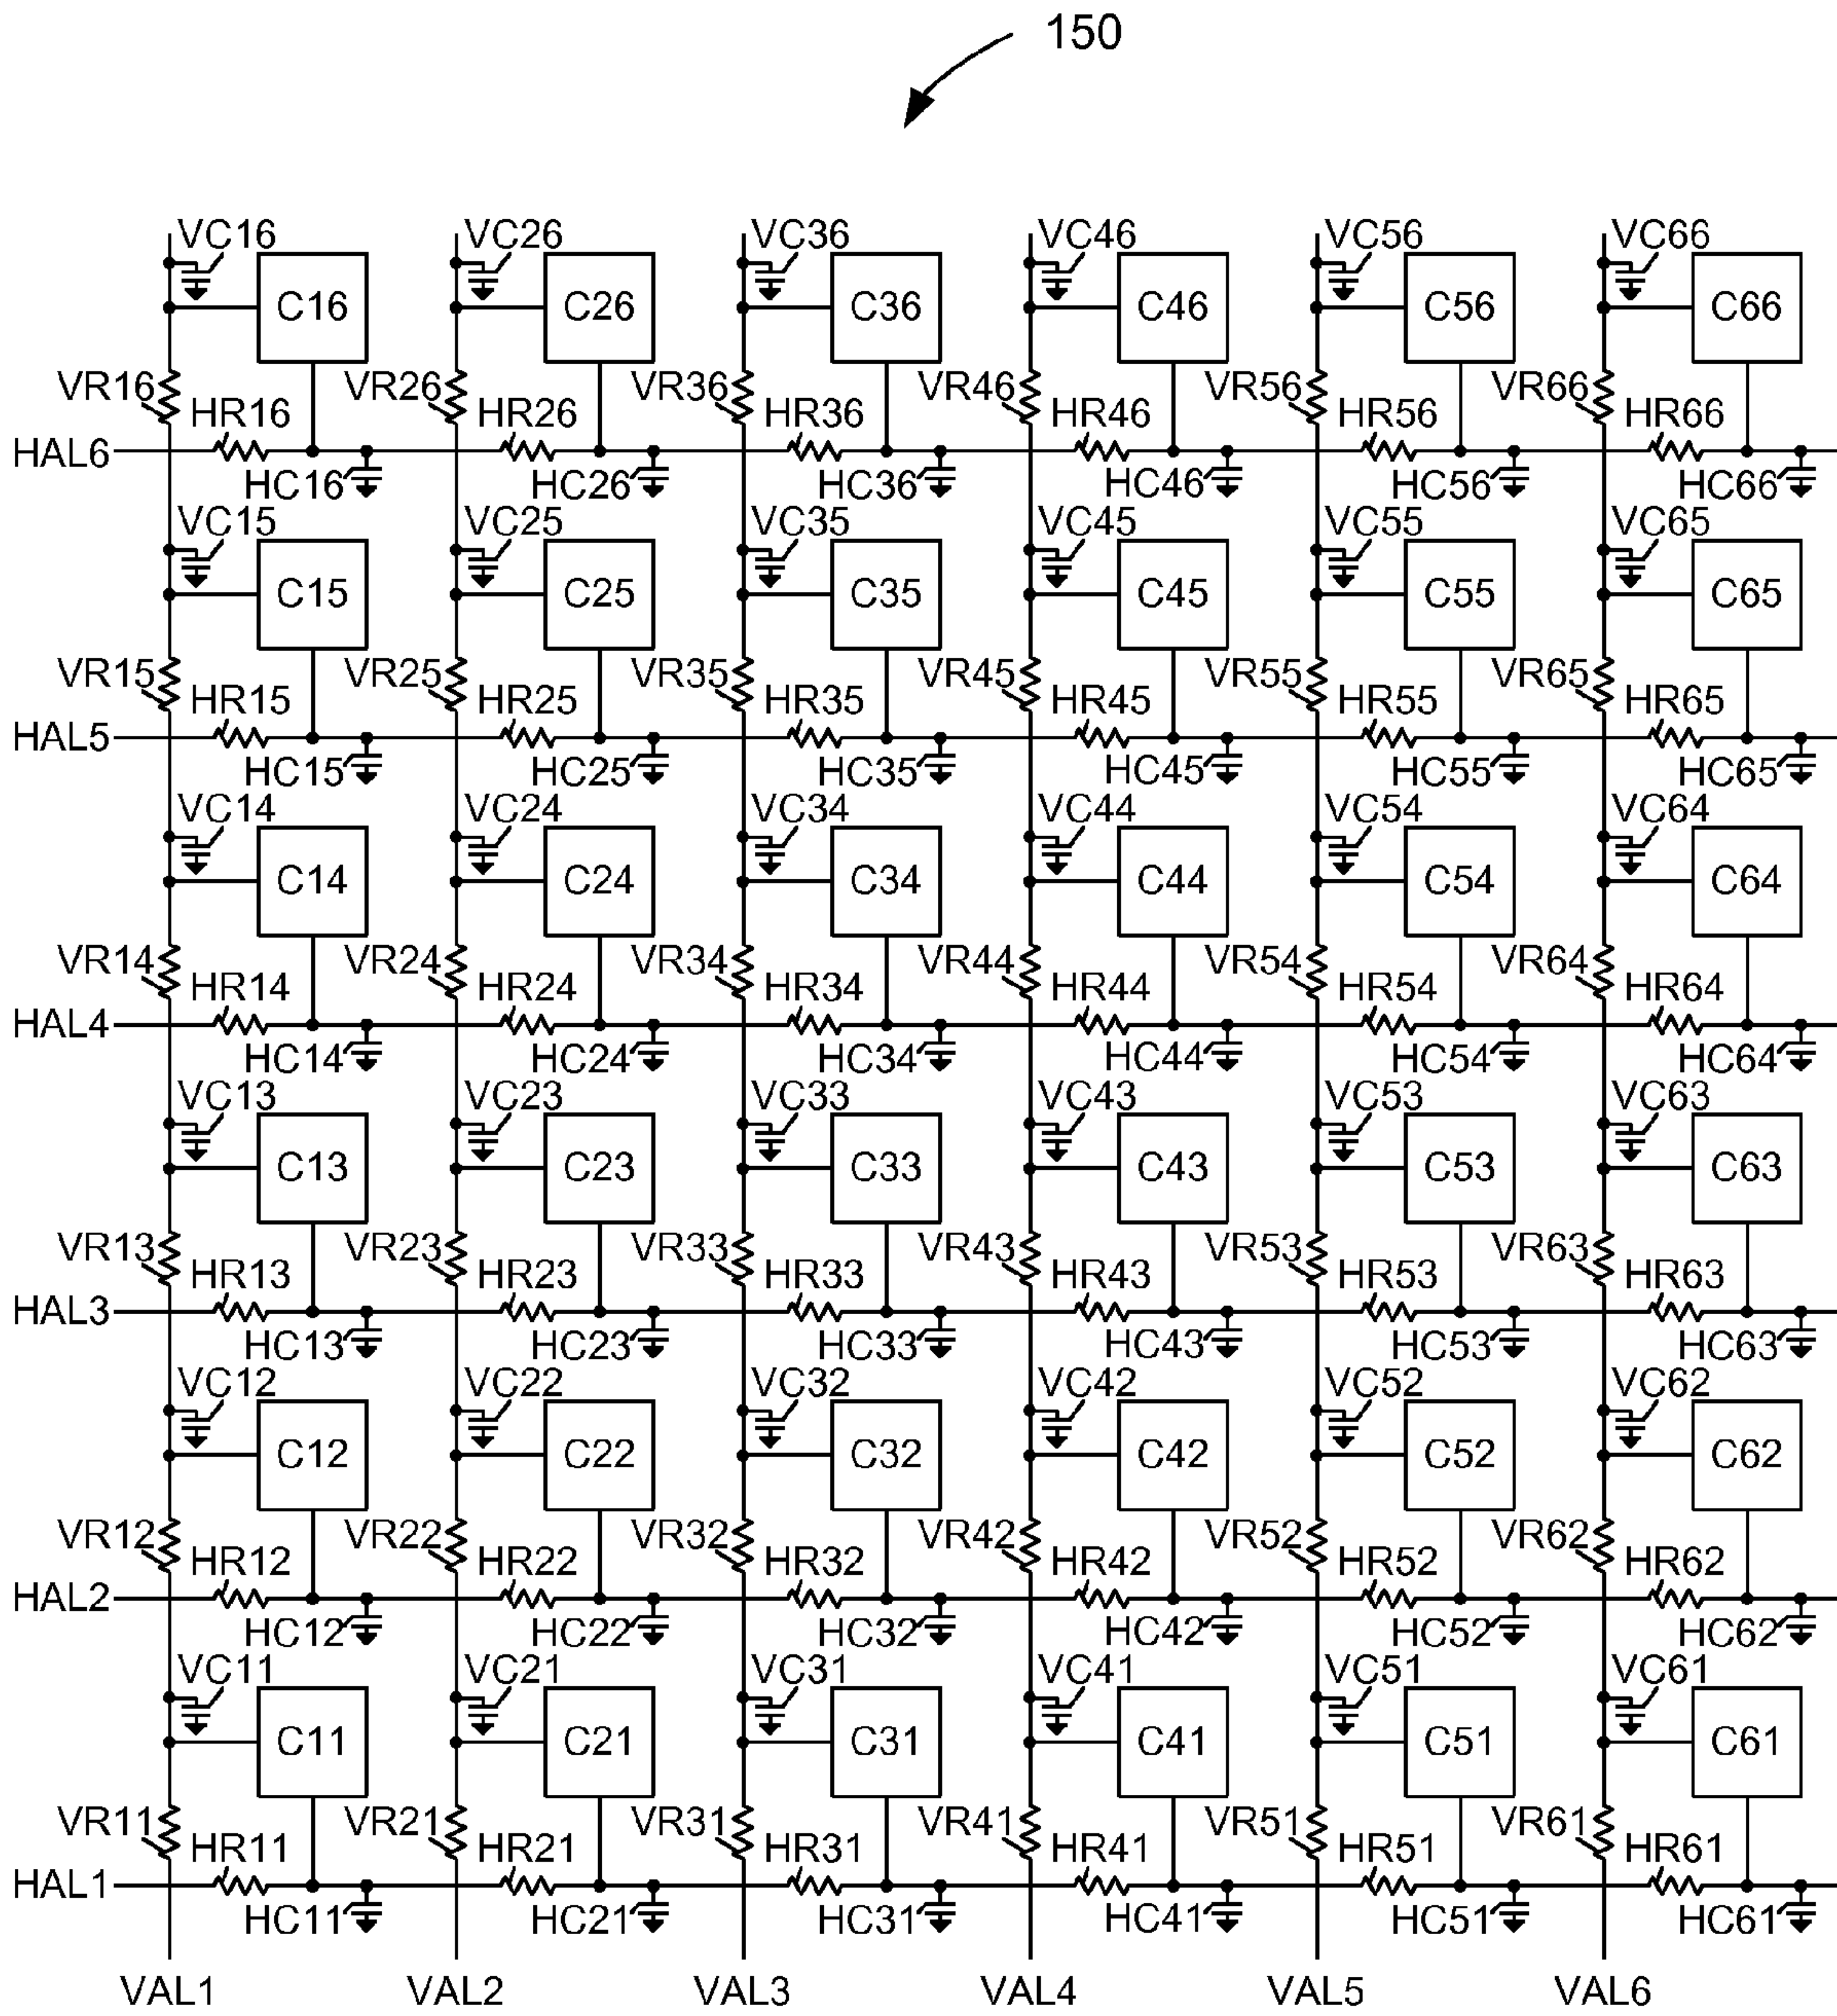 150
VC16 VC26 VC36 VC46 VC56 VC66
C16 C26 C36 C46 C56 C66
VR16 VR26 VR36 VR46 VR56 VR66
HR16 HR26 HR36 HR46 HR56 HR66
HAL6
HC16 HC26 HC36 HC46 HC56 HC66
VC15 VC25 VC35 VC45 VC55 VC65
C15 C25 C35 C45 C55 C65
VR15 VR25 VR35 VR45 VR55 VR65
HR15 HR25 HR35 HR45 HR55 HR65
HAL5
HC15 HC25 HC35 HC45 HC55 HC65
VC14 VC24 VC34 VC44 VC54 VC64
C14 C24 C34 C44 C54 C64
VR14 VR24 VR34 VR44 VR54 VR64
HR14 HR24 HR34 HR44 HR54 HR64
HAL4
HC14 HC24 HC34 HC44 HC54 HC64
VC13 VC23 VC33 VC43 VC53 VC63
C13 C23 C33 C43 C53 C63
VR13 VR23 VR33 VR43 VR53 VR63
HR13 HR23 HR33 HR43 HR53 HR63
HAL3
HC13 HC23 HC33 HC43 HC53 HC63
VC12 VC22 VC32 VC42 VC52 VC62
C12 C22 C32 C42 C52 C62
VR12 VR22 VR32 VR42 VR52 VR62
HR12 HR22 HR32 HR42 HR52 HR62
HAL2
HC12 HC22 HC32 HC42 HC52 HC62
VC11 VC21 VC31 VC41 VC51 VC61
C11 C21 C31 C41 C51 C61
VR11 VR21 VR31 VR41 VR51 VR61
HR11 HR21 HR31 HR41 HR51 HR61
HAL1
HC11 HC21 HC31 HC41 HC51 HC61
VAL1 VAL2 VAL3 VAL4 VAL5 VAL6